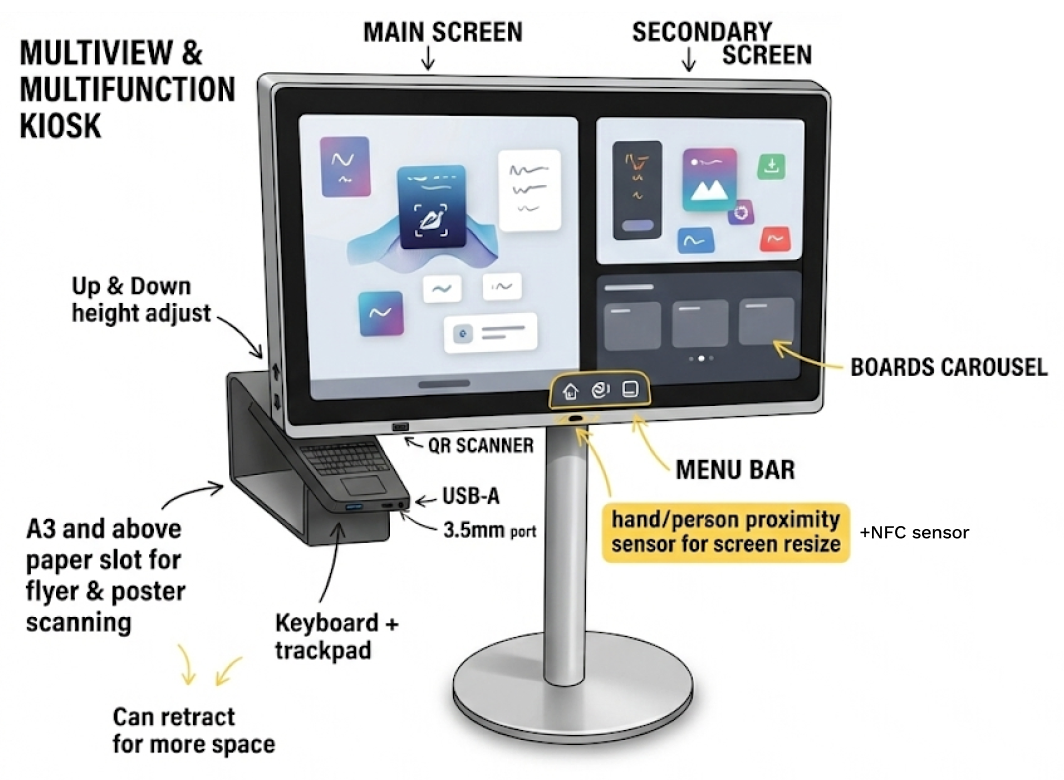 MULTIVIEW &
MULTIFUNCTION
KIOSK
MAIN SCREEN
SECONDARY
SCREEN
Up & Down
height adjust
BOARDS CAROUSEL
QR SCANNER
MENU BAR
USB-A
3.5mm port
hand/person proximity
sensor for screen resize
+NFC sensor
A3 and above
paper slot for
flyer & poster
scanning
Keyboard +
trackpad
Can retract
for more space